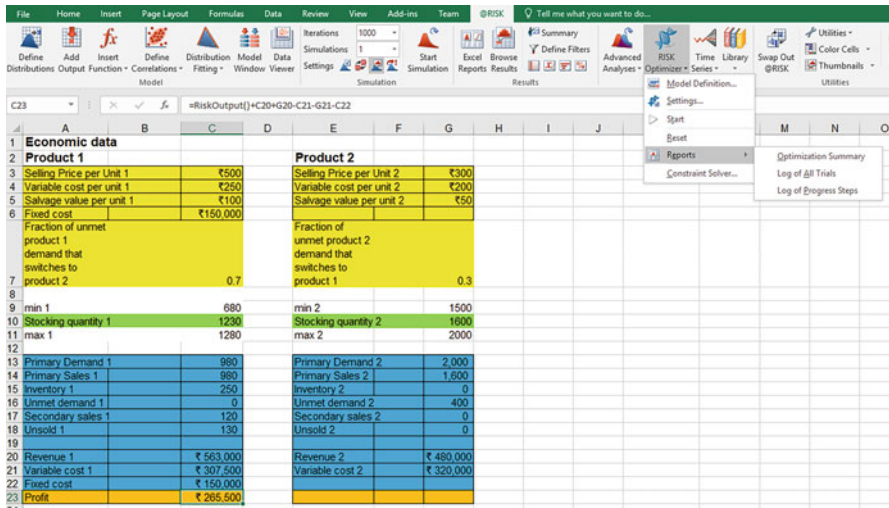 File Home Insert Page Layout Formulas Data Review View Add-ins Team @RISK Tell me what you want to do...
Define Distributions Add Output Insert Function Define Correlations Distribution Fitting Model Window Data Viewer
Iterations 1000
Simulations 1
Settings
Start Simulation
Excel Reports Browse Results
Summary
Define Filters
Advanced Analyses RISK Optimizer Time Series Library Swap Out @RISK
Utilities
Color Cells
Thumbnails
Model Simulation Results Utilities
Model Definition...
Settings...
Start
Reset
Reports
Constraint Solver...
Optimization Summary
Log of All Trials
Log of Progress Steps
C23 fx =RiskOutput()+C20+G20-C21-G21-C22
A B C D E F G H I J M N O
1 Economic data
2 Product 1 Product 2
3 Selling Price per Unit 1 ₹500 Selling Price per Unit 2 ₹300
4 Variable cost per unit 1 ₹250 Variable cost per unit 2 ₹200
5 Salvage value per unit 1 ₹100 Salvage value per unit 2 ₹50
6 Fixed cost ₹150,000
Fraction of unmet Fraction of
product 1 unmet product 2
demand that demand that
switches to switches to
7 product 2 0.7 product 1 0.3
8
9 min 1 680 min 2 1500
10 Stocking quantity 1 1230 Stocking quantity 2 1600
11 max 1 1280 max 2 2000
12
13 Primary Demand 1 980 Primary Demand 2 2,000
14 Primary Sales 1 980 Primary Sales 2 1,600
15 Inventory 1 250 Inventory 2 0
16 Unmet demand 1 0 Unmet demand 2 400
17 Secondary sales 1 120 Secondary sales 2 0
18 Unsold 1 130 Unsold 2 0
19
20 Revenue 1 ₹ 563,000 Revenue 2 ₹ 480,000
21 Variable cost 1 ₹ 307,500 Variable cost 2 ₹ 320,000
22 Fixed cost ₹ 150,000
23 Profit ₹ 265,500